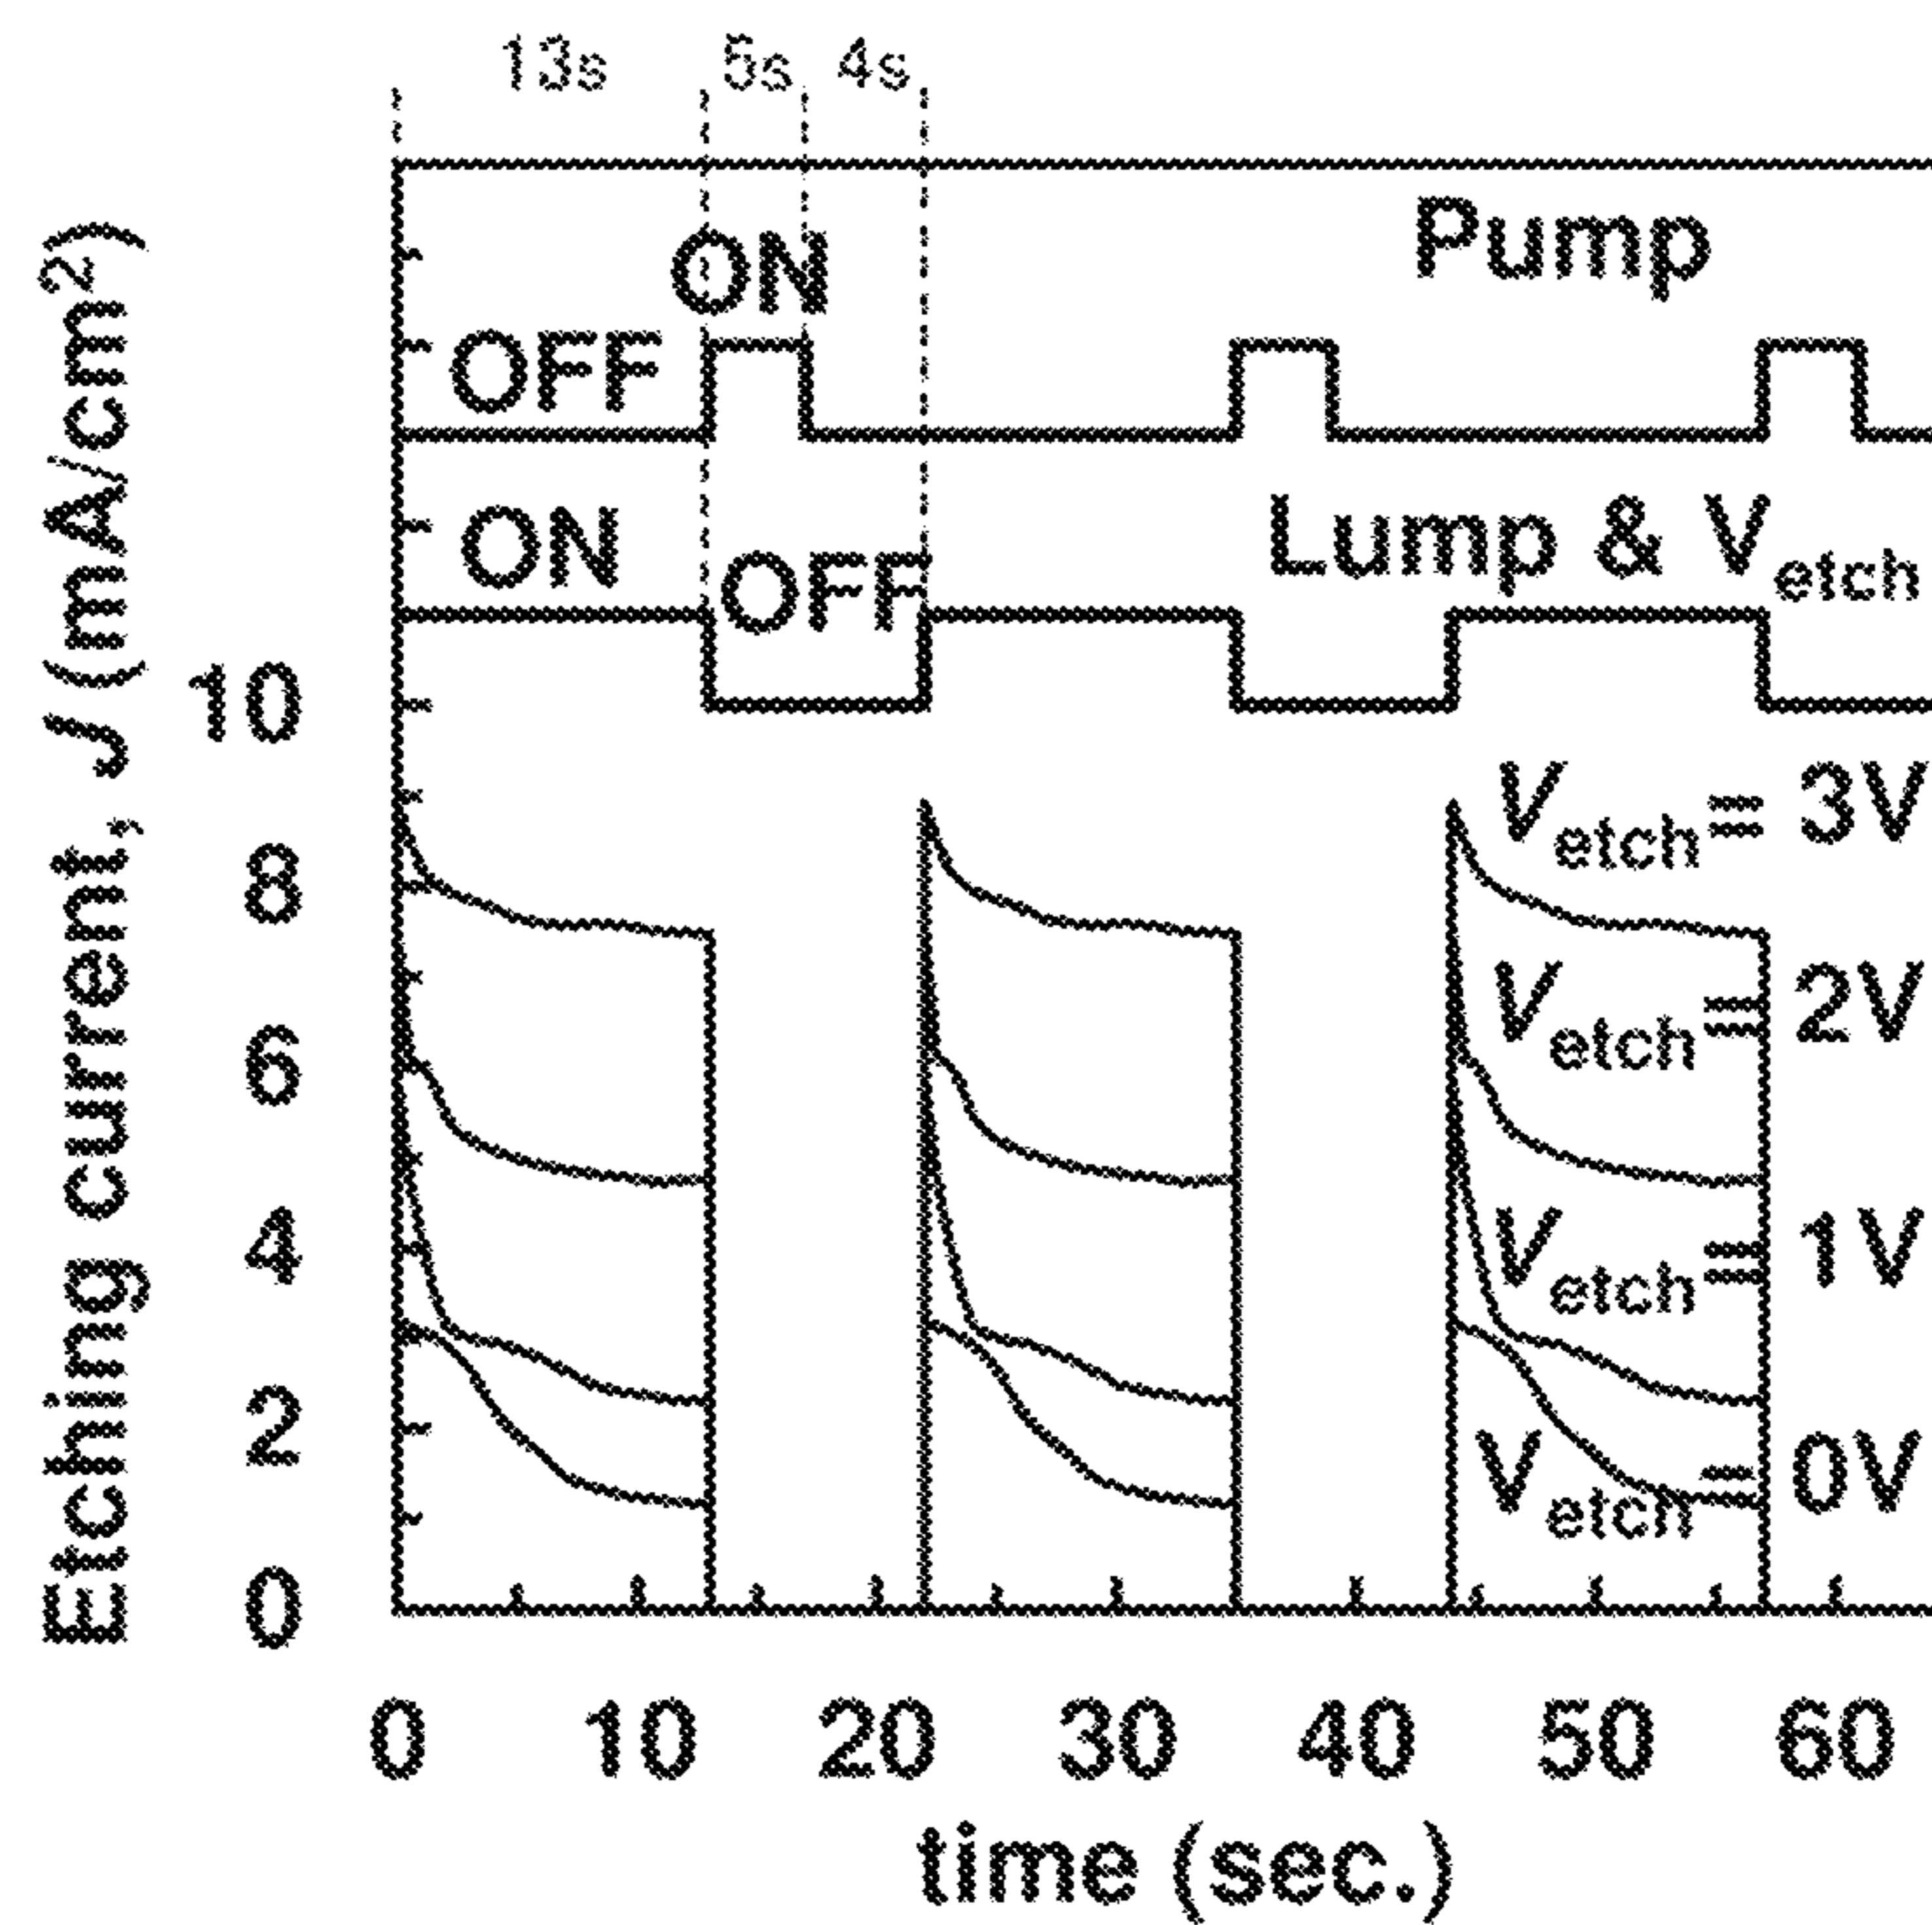 13s 5s 4s
ON
Pump
OFF
ON
Lump & Vetch
OFF
10
Vetch= 3V
8
Vetch= 2V
6
Vetch= 1V
4
2
Vetch= 0V
0
Etching current, J (mA/cm²)
0 10 20 30 40 50 60
time (sec.)